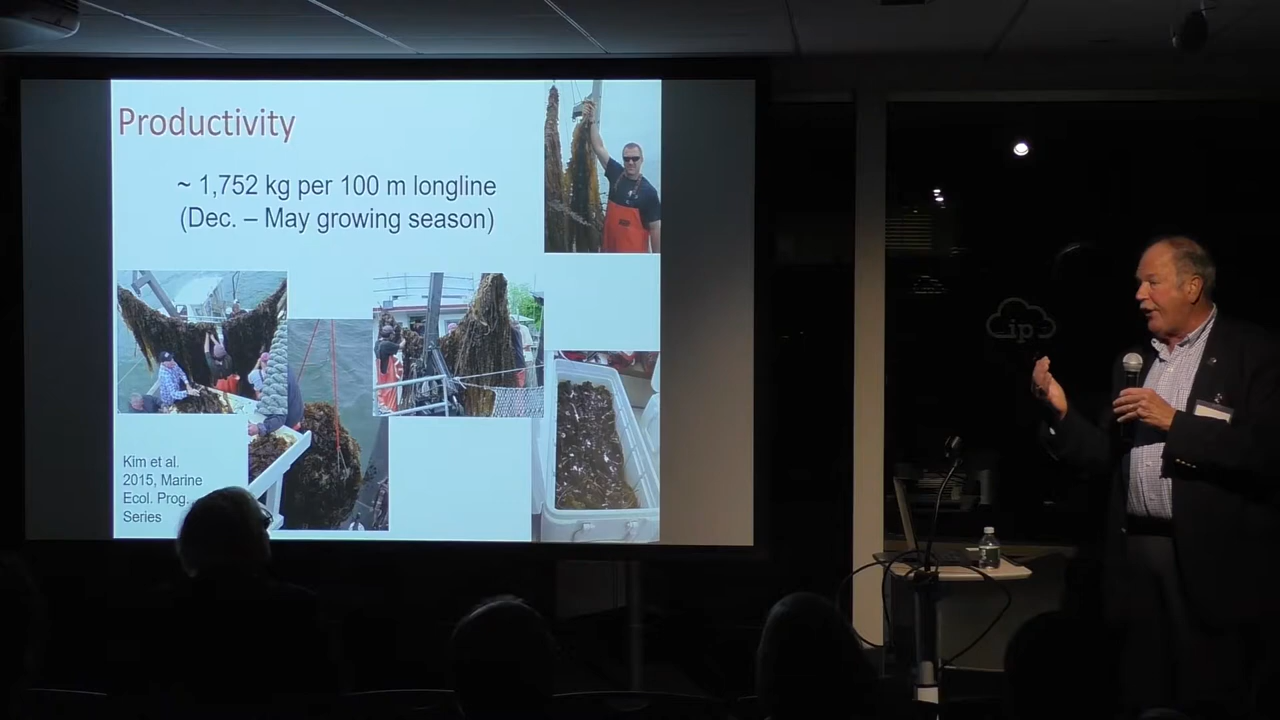 Productivity
~ 1,752 kg per 100 m longline
(Dec. – May growing season)
Kim et al.
2015, Marine
Ecol. Prog.
Series
ip